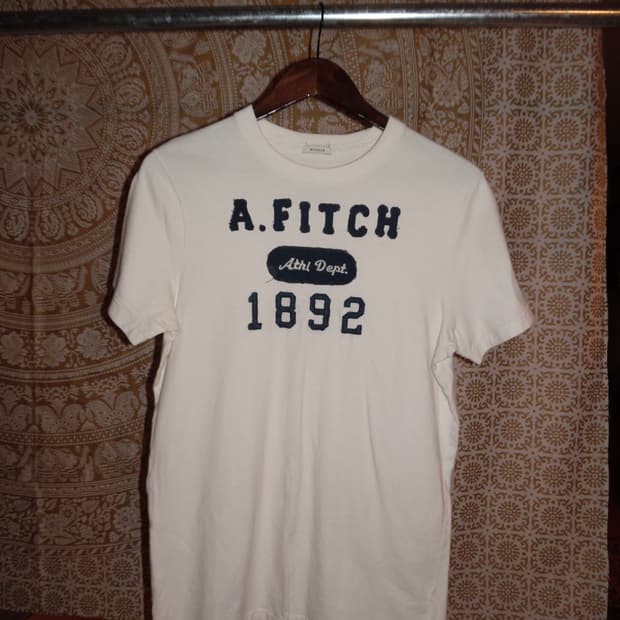 A.FITCH
Athl Dept.
1892